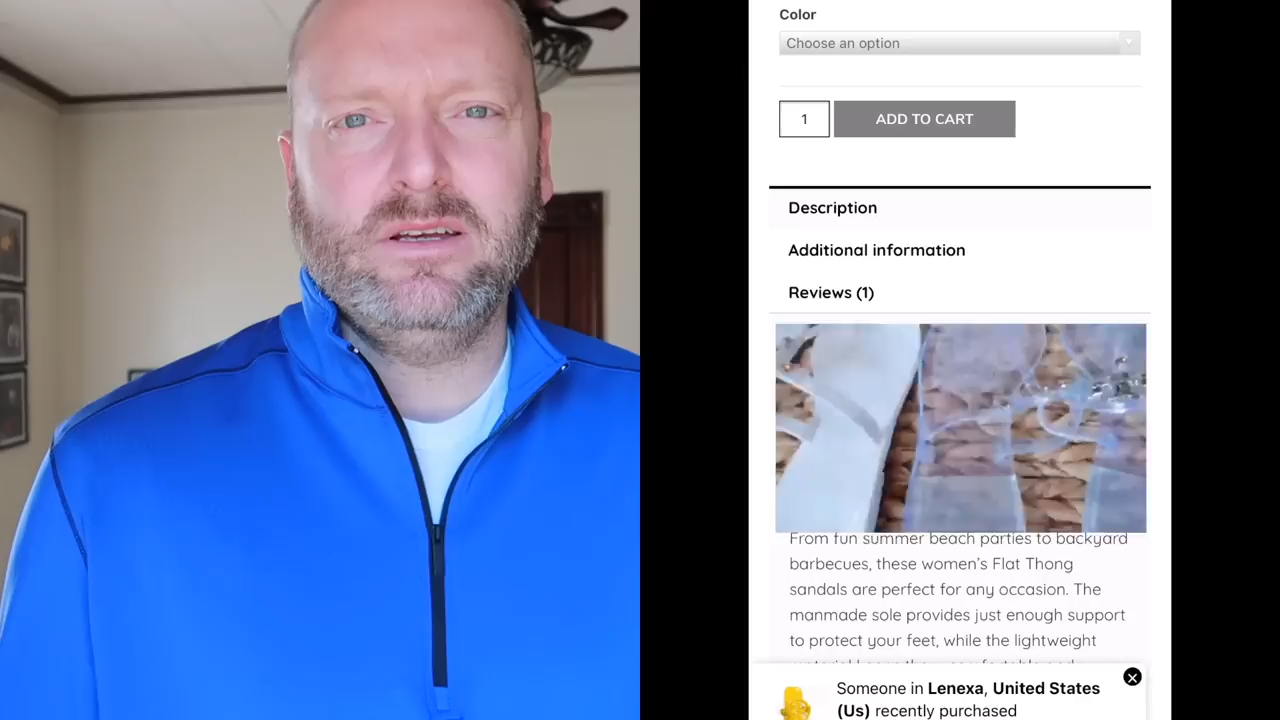 Color
Choose an option
1
ADD TO CART
Description
Additional information
Reviews (1)
From fun summer beach parties to backyard
barbecues, these women's Flat Thong
sandals are perfect for any occasion. The
manmade sole provides just enough support
to protect your feet, while the lightweight
Someone in Lenexa, United States
(Us) recently purchased